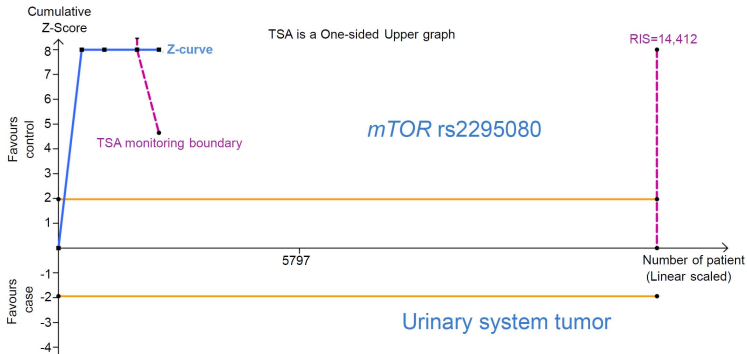 Cumulative
Z-Score
TSA is a One-sided Upper graph
RIS=14,412
8
Z-curve
7
6
5
TSA monitoring boundary
mTOR rs2295080
4
3
2
1
Favours
control
5797
Number of patient
(Linear scaled)
-1
-2
-3
-4
Favours
case
Urinary system tumor